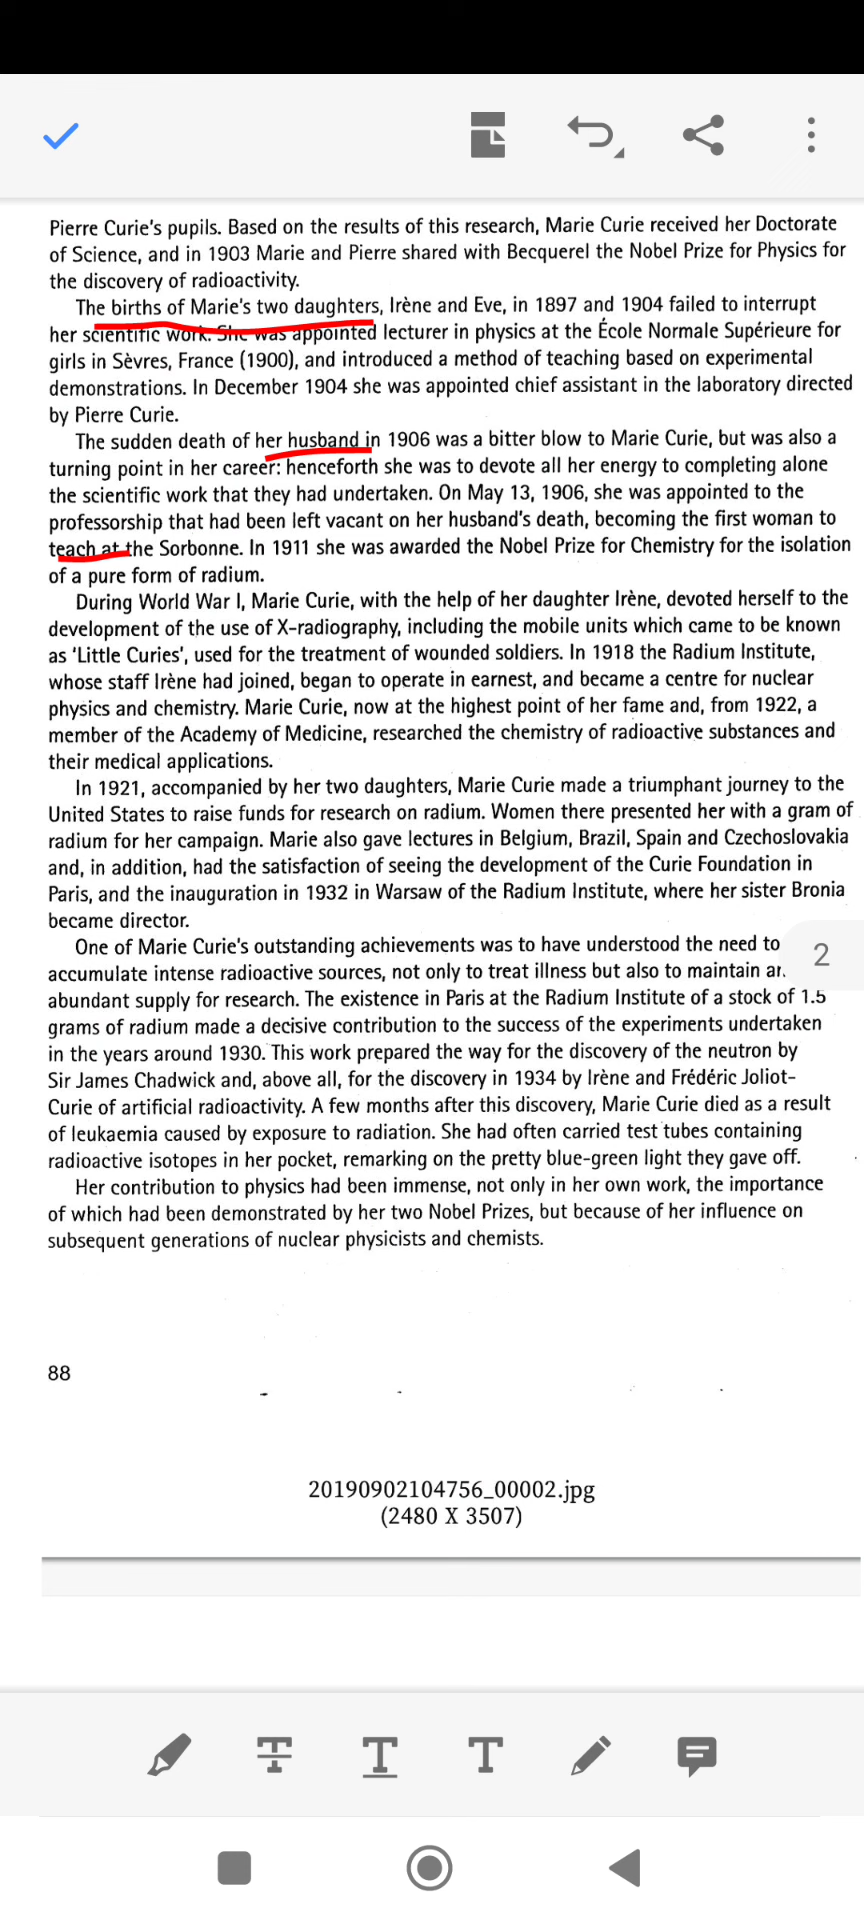 Pierre Curie's pupils. Based on the results of this research, Marie Curie received her Doctorate
of Science, and in 1903 Marie and Pierre shared with Becquerel the Nobel Prize for Physics for
the discovery of radioactivity.
The births of Marie's two daughters, Irène and Eve, in 1897 and 1904 failed to interrupt
her scientific work. She was appointed lecturer in physics at the École Normale Supérieure for
girls in Sèvres, France (1900), and introduced a method of teaching based on experimental
demonstrations. In December 1904 she was appointed chief assistant in the laboratory directed
by Pierre Curie.
The sudden death of her husband in 1906 was a bitter blow to Marie Curie, but was also a
turning point in her career: henceforth she was to devote all her energy to completing alone
the scientific work that they had undertaken. On May 13, 1906, she was appointed to the
professorship that had been left vacant on her husband's death, becoming the first woman to
teach at the Sorbonne. In 1911 she was awarded the Nobel Prize for Chemistry for the isolation
of a pure form of radium.
During World War I, Marie Curie, with the help of her daughter Irène, devoted herself to the
development of the use of X-radiography, including the mobile units which came to be known
as 'Little Curies', used for the treatment of wounded soldiers. In 1918 the Radium Institute,
whose staff Irène had joined, began to operate in earnest, and became a centre for nuclear
physics and chemistry. Marie Curie, now at the highest point of her fame and, from 1922, a
member of the Academy of Medicine, researched the chemistry of radioactive substances and
their medical applications.
In 1921, accompanied by her two daughters, Marie Curie made a triumphant journey to the
United States to raise funds for research on radium. Women there presented her with a gram of
radium for her campaign. Marie also gave lectures in Belgium, Brazil, Spain and Czechoslovakia
and, in addition, had the satisfaction of seeing the development of the Curie Foundation in
Paris, and the inauguration in 1932 in Warsaw of the Radium Institute, where her sister Bronia
became director.
One of Marie Curie's outstanding achievements was to have understood the need to
2
accumulate intense radioactive sources, not only to treat illness but also to maintain an
abundant supply for research. The existence in Paris at the Radium Institute of a stock of 1.5
grams of radium made a decisive contribution to the success of the experiments undertaken
in the years around 1930. This work prepared the way for the discovery of the neutron by
Sir James Chadwick and, above all, for the discovery in 1934 by Irène and Frédéric Joliot-
Curie of artificial radioactivity. A few months after this discovery, Marie Curie died as a result
of leukaemia caused by exposure to radiation. She had often carried test tubes containing
radioactive isotopes in her pocket, remarking on the pretty blue-green light they gave off.
Her contribution to physics had been immense, not only in her own work, the importance
of which had been demonstrated by her two Nobel Prizes, but because of her influence on
subsequent generations of nuclear physicists and chemists.
88
20190902104756_00002.jpg
(2480 X 3507)